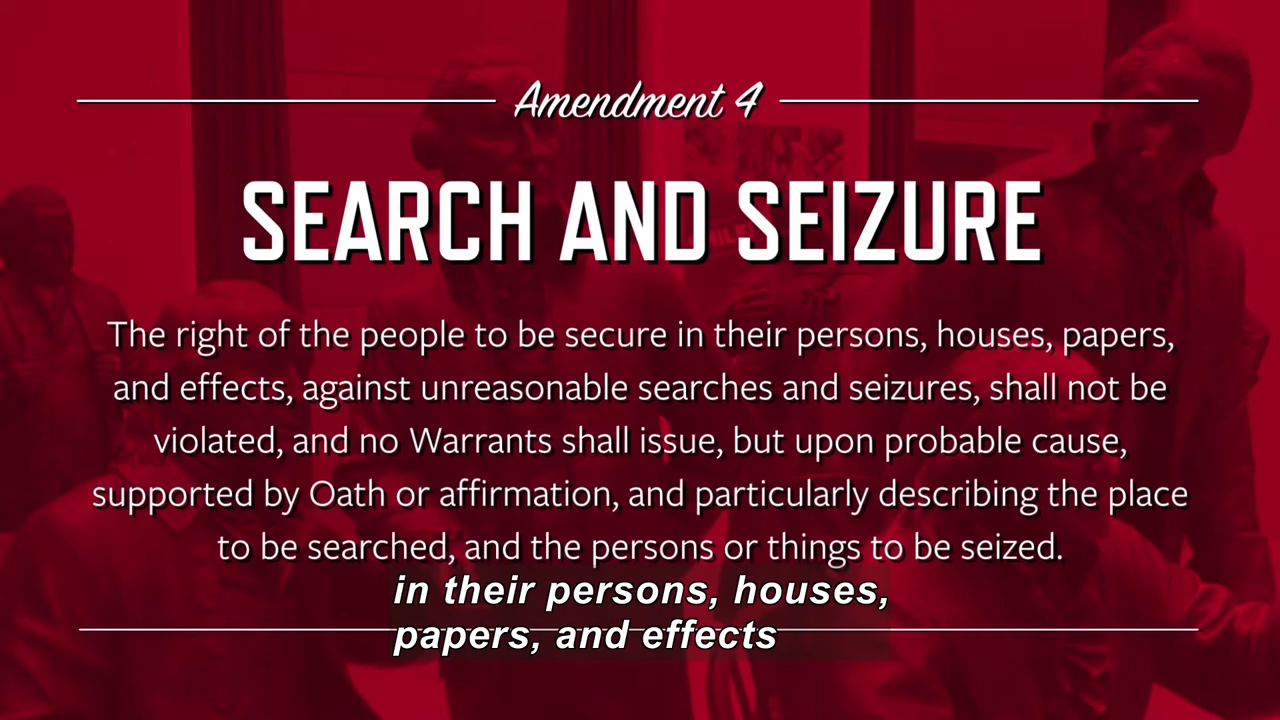 Amendment 4
SEARCH AND SEIZURE
The right of the people to be secure in their persons, houses, papers,
and effects, against unreasonable searches and seizures, shall not be
violated, and no Warrants shall issue, but upon probable cause,
supported by Oath or affirmation, and particularly describing the place
to be searched, and the persons or things to be seized.
in their persons, houses,
papers, and effects